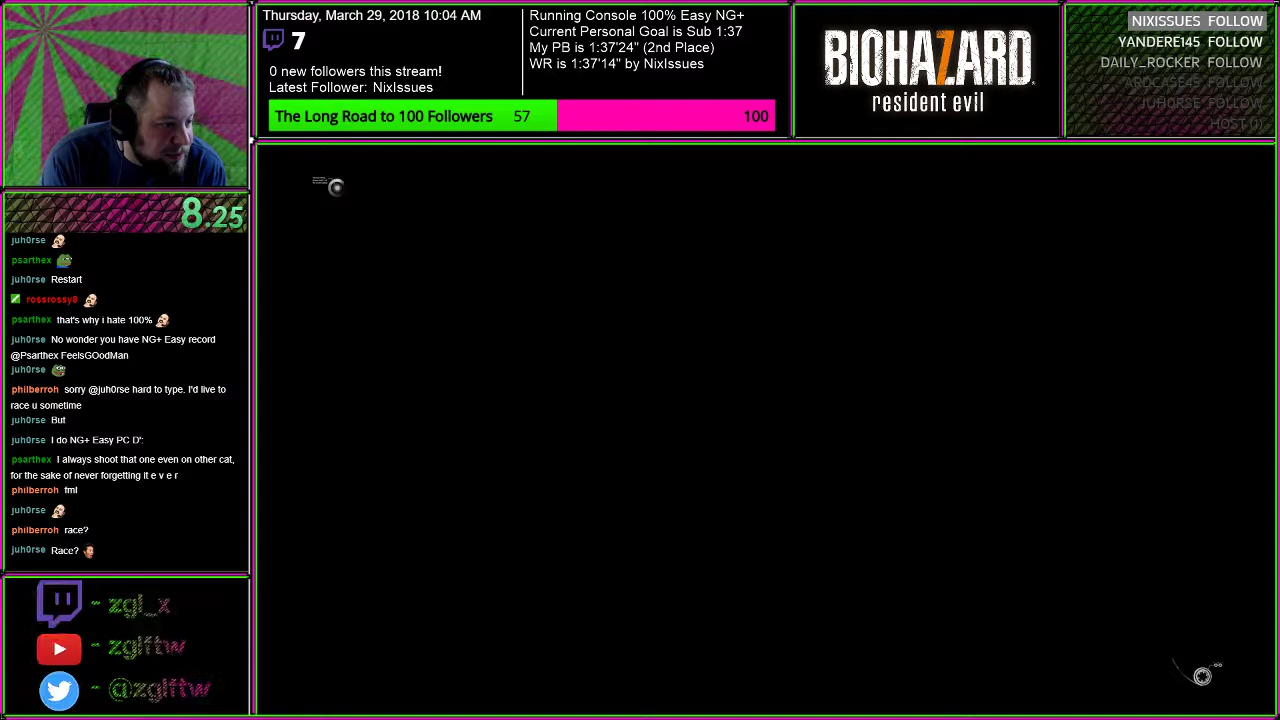 Thursday, March 29, 2018 10:04 AM
7
0 new followers this stream!
Latest Follower: NixIssues
Running Console 100% Easy NG+
Current Personal Goal is Sub 1:37
My PB is 1:37'24" (2nd Place)
WR is 1:37'14" by NixIssues
The Long Road to 100 Followers 57 100
BIOHAZARD
resident evil
NIXISSUES FOLLOW
YANDERE145 FOLLOW
DAILY_ROCKER FOLLOW
ARDCASE45 FOLLOW
JUH0RSE FOLLOW
HOST (1)
8.25
juh0rse
psarthex
juh0rse Restart
rossrossy8
psarthex that's why i hate 100%
juh0rse No wonder you have NG+ Easy record
@Psarthex FeelsGOodMan
juh0rse
philberroh sorry @juh0rse hard to type. I'd live to
race u sometime
juh0rse But
juh0rse I do NG+ Easy PC D':
psarthex I always shoot that one even on other cat,
for the sake of never forgetting it e v e r
philberroh fml
juh0rse
philberroh race?
juh0rse Race?
~ zgl_x
~ zglftw
~ @zglftw